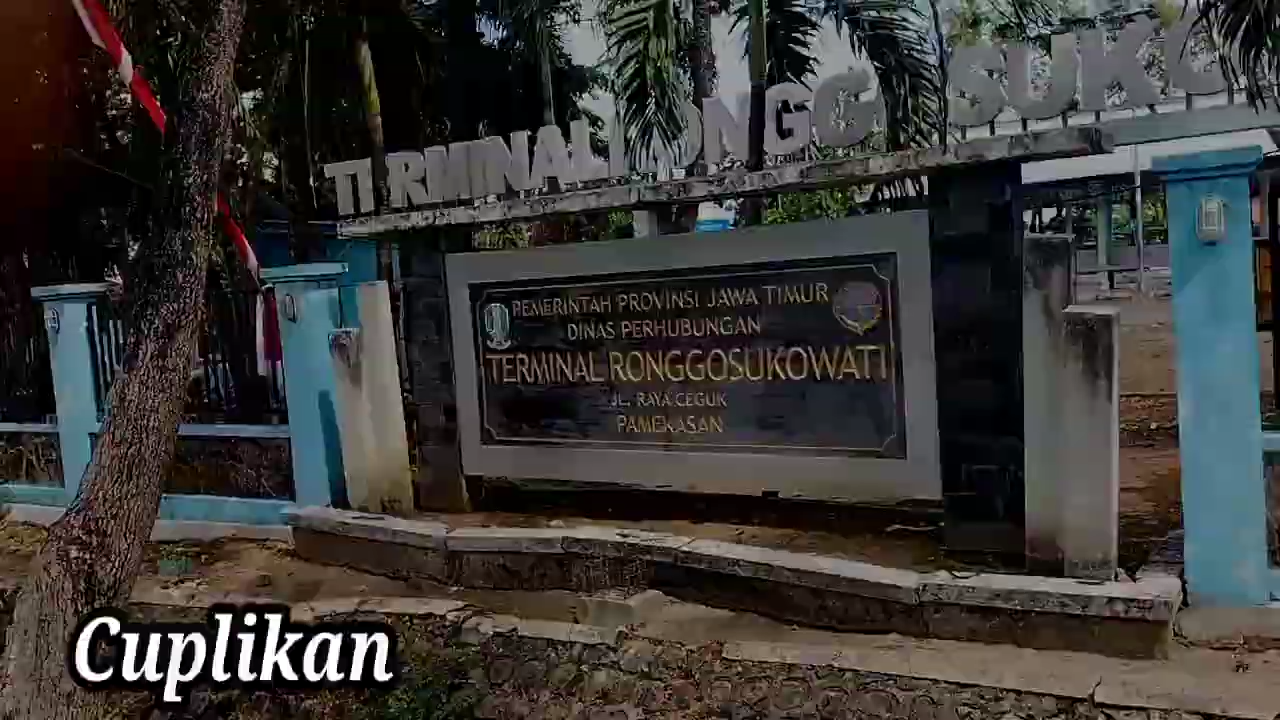 TERMINAL RONGGOSUKO
PEMERINTAH PROVINSI JAWA TIMUR
DINAS PERHUBUNGAN
TERMINAL RONGGOSUKOWATI
JL. RAYA CEGUK
PAMEKASAN
Cuplikan